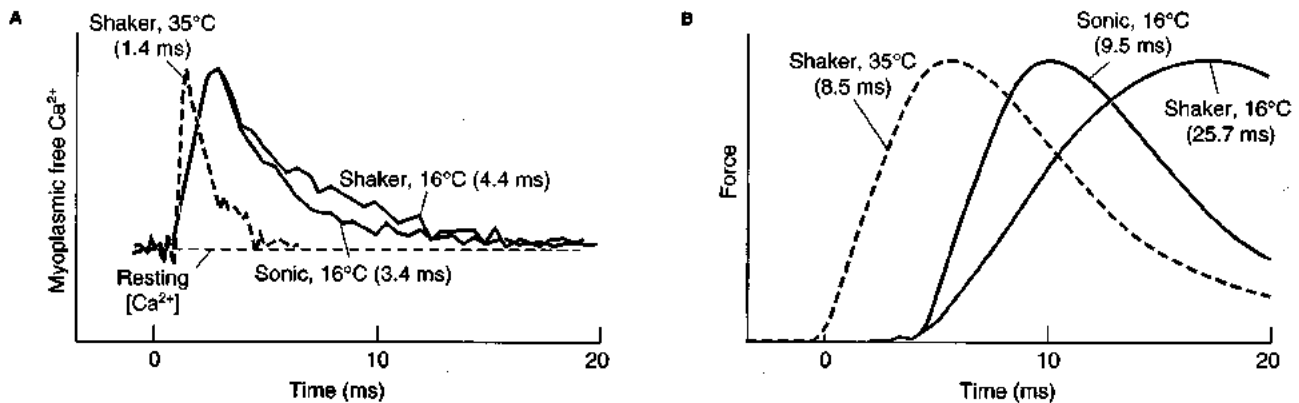 A
Shaker, 35°C
(1.4 ms)
Myoplasmic free Ca²⁺
Shaker, 16°C (4.4 ms)
Sonic, 16°C (3.4 ms)
Resting
[Ca²⁺]
0
10
20
Time (ms)
B
Sonic, 16°C
(9.5 ms)
Shaker, 35°C
(8.5 ms)
Shaker, 16°C
(25.7 ms)
Force
0
10
20
Time (ms)